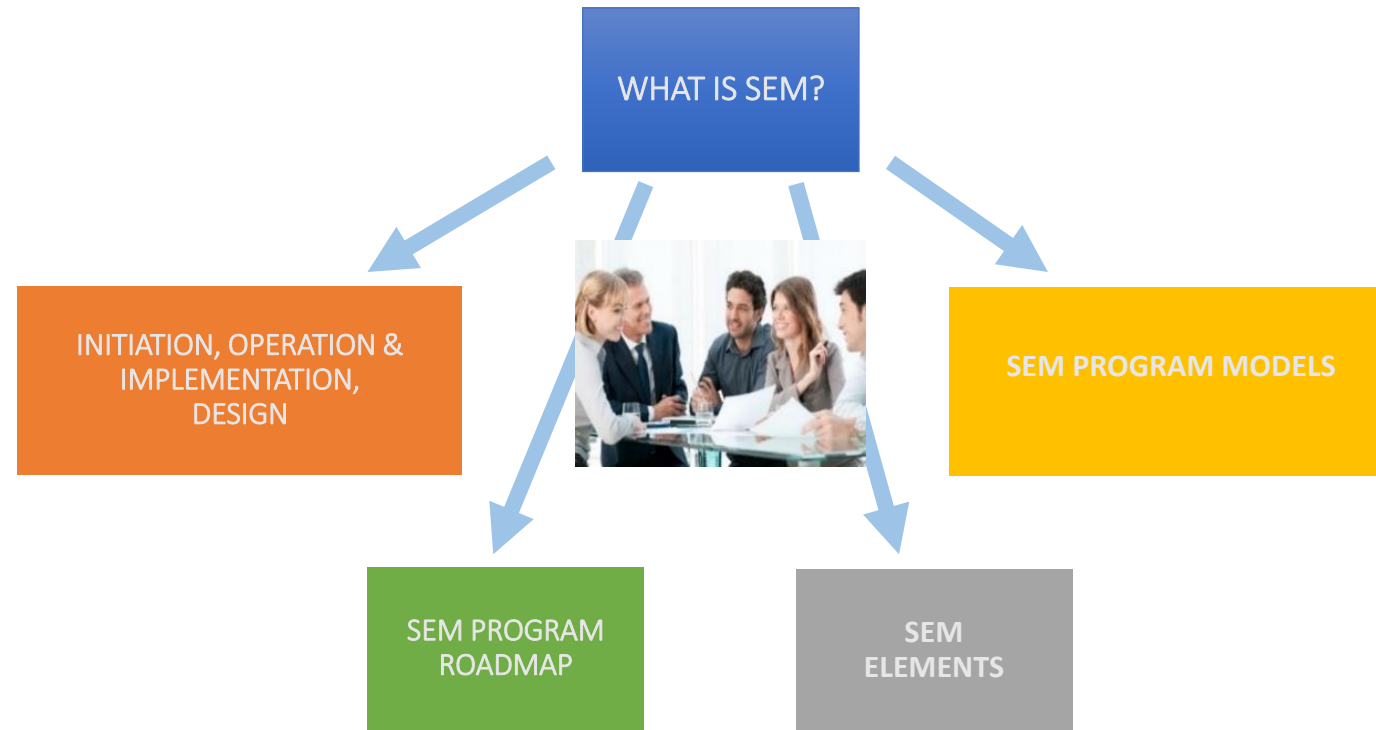 WHAT IS SEM?
INITIATION, OPERATION &
IMPLEMENTATION,
DESIGN
SEM PROGRAM MODELS
SEM PROGRAM
ROADMAP
SEM
ELEMENTS